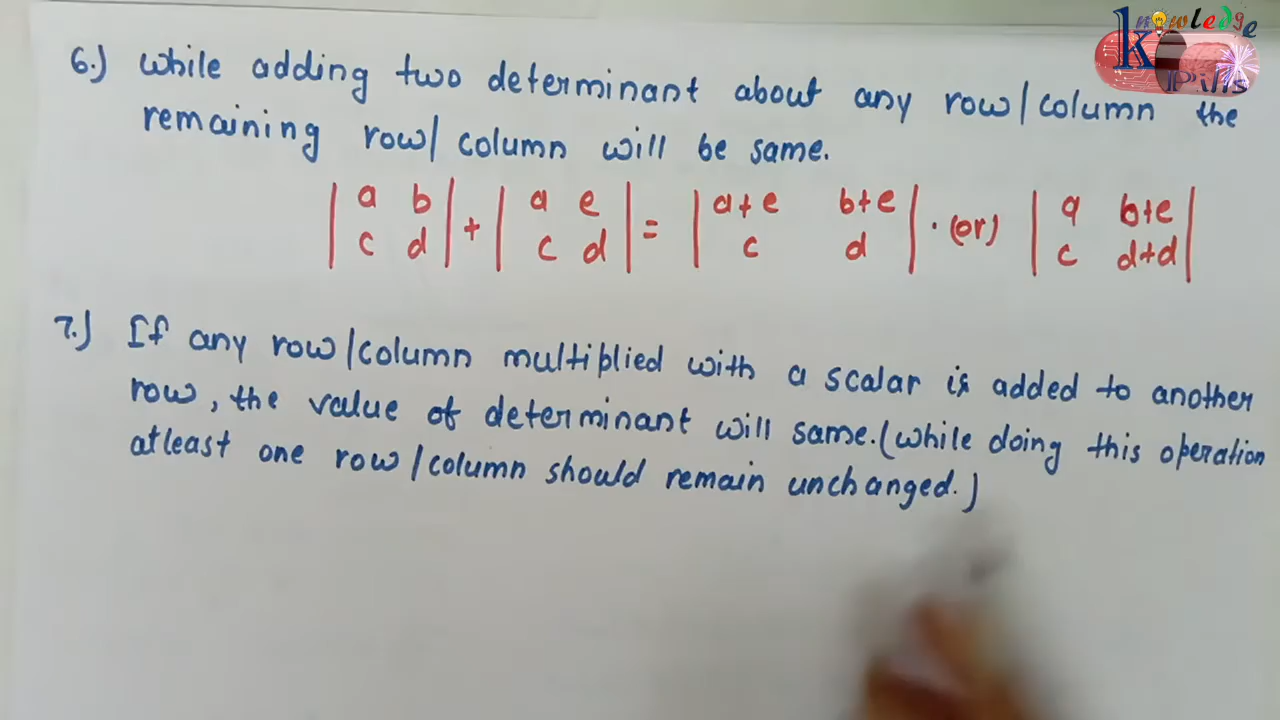 knowledge
Pills
6.) While adding two determinant about any row/column the
remaining row/ column will be same.
| a b | + | a e | = | a+e b+e | . (or) | a b+e |
| c d | | c d | | c d | | c d+d |
7.) If any row/column multiplied with a scalar is added to another
row, the value of determinant will same.(while doing this operation
atleast one row/column should remain unchanged.)